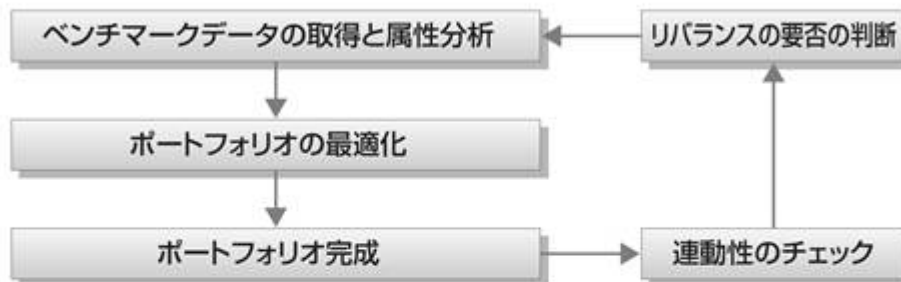 ベンチマークデータの取得と属性分析
リバランスの要否の判断
ポートフォリオの最適化
ポートフォリオ完成
連動性のチェック